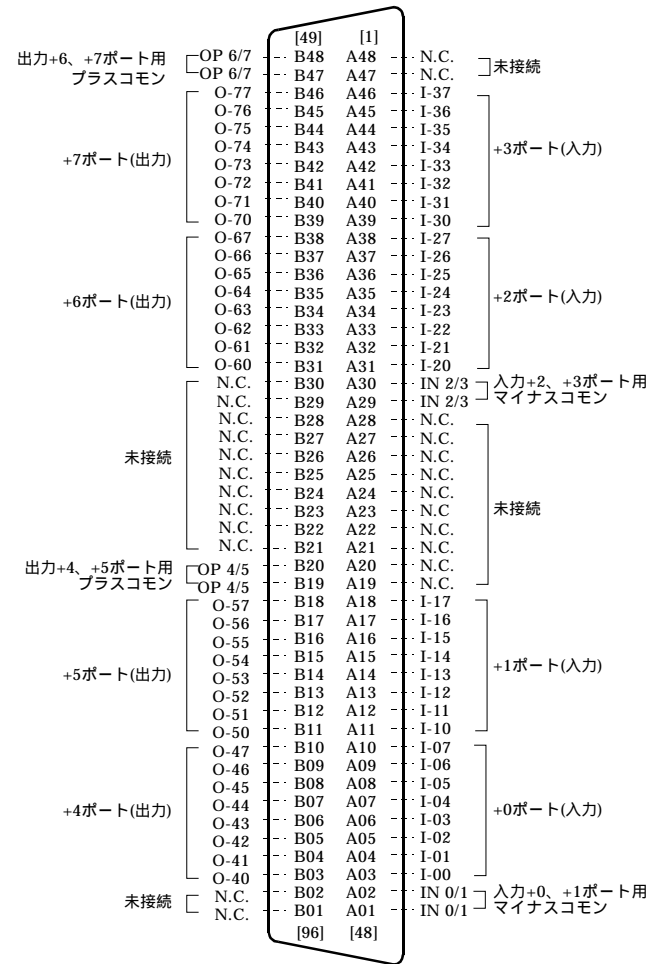 [49] [1]
出力+6、+7ポート用
プラスコモン
OP 6/7 B48 A48 N.C.
OP 6/7 B47 A47 N.C.
未接続
O-77 B46 A46 I-37
O-76 B45 A45 I-36
O-75 B44 A44 I-35
O-74 B43 A43 I-34
+7ポート(出力)
+3ポート(入力)
O-73 B42 A42 I-33
O-72 B41 A41 I-32
O-71 B40 A40 I-31
O-70 B39 A39 I-30
O-67 B38 A38 I-27
O-66 B37 A37 I-26
O-65 B36 A36 I-25
O-64 B35 A35 I-24
+6ポート(出力)
+2ポート(入力)
O-63 B34 A34 I-23
O-62 B33 A33 I-22
O-61 B32 A32 I-21
O-60 B31 A31 I-20
N.C. B30 A30 IN 2/3
N.C. B29 A29 IN 2/3
入力+2、+3ポート用
マイナスコモン
N.C. B28 A28 N.C.
N.C. B27 A27 N.C.
N.C. B26 A26 N.C.
未接続
N.C. B25 A25 N.C.
N.C. B24 A24 N.C.
N.C. B23 A23 N.C
未接続
N.C. B22 A22 N.C.
N.C. B21 A21 N.C.
出力+4、+5ポート用
プラスコモン
OP 4/5 B20 A20 N.C.
OP 4/5 B19 A19 N.C.
O-57 B18 A18 I-17
O-56 B17 A17 I-16
O-55 B16 A16 I-15
O-54 B15 A15 I-14
+5ポート(出力)
+1ポート(入力)
O-53 B14 A14 I-13
O-52 B13 A13 I-12
O-51 B12 A12 I-11
O-50 B11 A11 I-10
O-47 B10 A10 I-07
O-46 B09 A09 I-06
O-45 B08 A08 I-05
O-44 B07 A07 I-04
+4ポート(出力)
+0ポート(入力)
O-43 B06 A06 I-03
O-42 B05 A05 I-02
O-41 B04 A04 I-01
O-40 B03 A03 I-00
未接続
N.C. B02 A02 IN 0/1
N.C. B01 A01 IN 0/1
入力+0、+1ポート用
マイナスコモン
[96] [48]